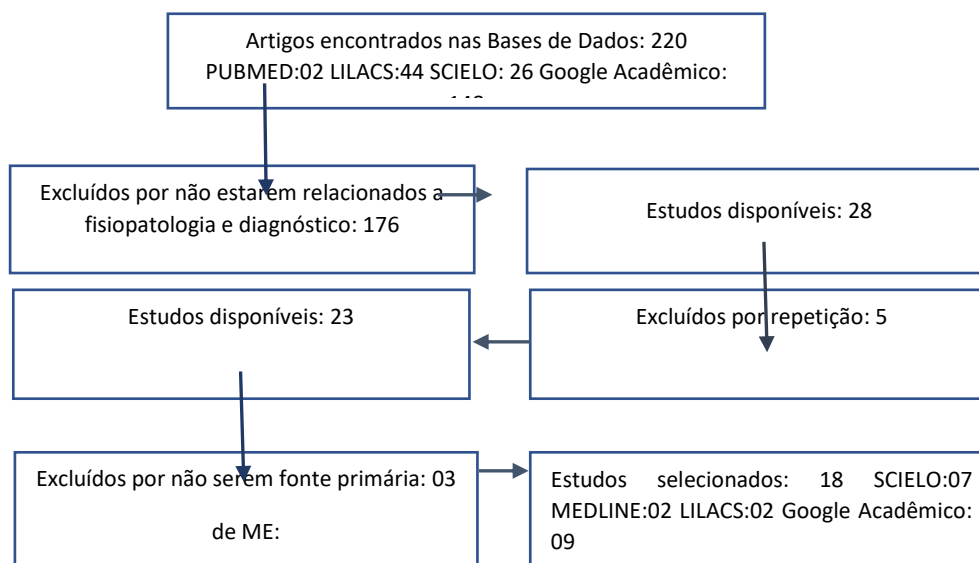 Artigos encontrados nas Bases de Dados: 220
PUBMED:02 LILACS:44 SCIELO: 26 Google Acadêmico:
Excluídos por não estarem relacionados a
fisiopatologia e diagnóstico: 176
Estudos disponíveis: 28
Estudos disponíveis: 23
Excluídos por repetição: 5
Excluídos por não serem fonte primária: 03
de ME:
Estudos selecionados: 18 SCIELO:07
MEDLINE:02 LILACS:02 Google Acadêmico:
09